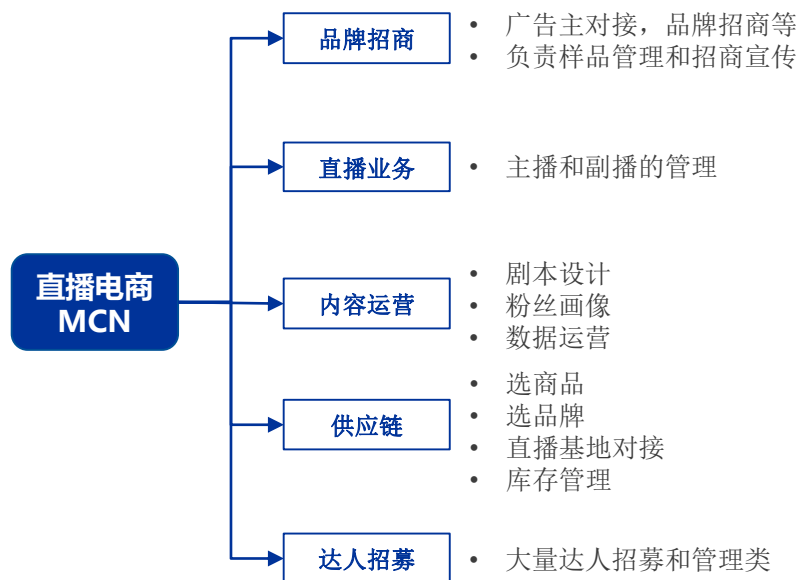 品牌招商
• 广告主对接，品牌招商等
• 负责样品管理和招商宣传
直播业务
• 主播和副播的管理
直播电商
MCN
内容运营
• 剧本设计
• 粉丝画像
• 数据运营
供应链
• 选商品
• 选品牌
• 直播基地对接
• 库存管理
达人招募
• 大量达人招募和管理类